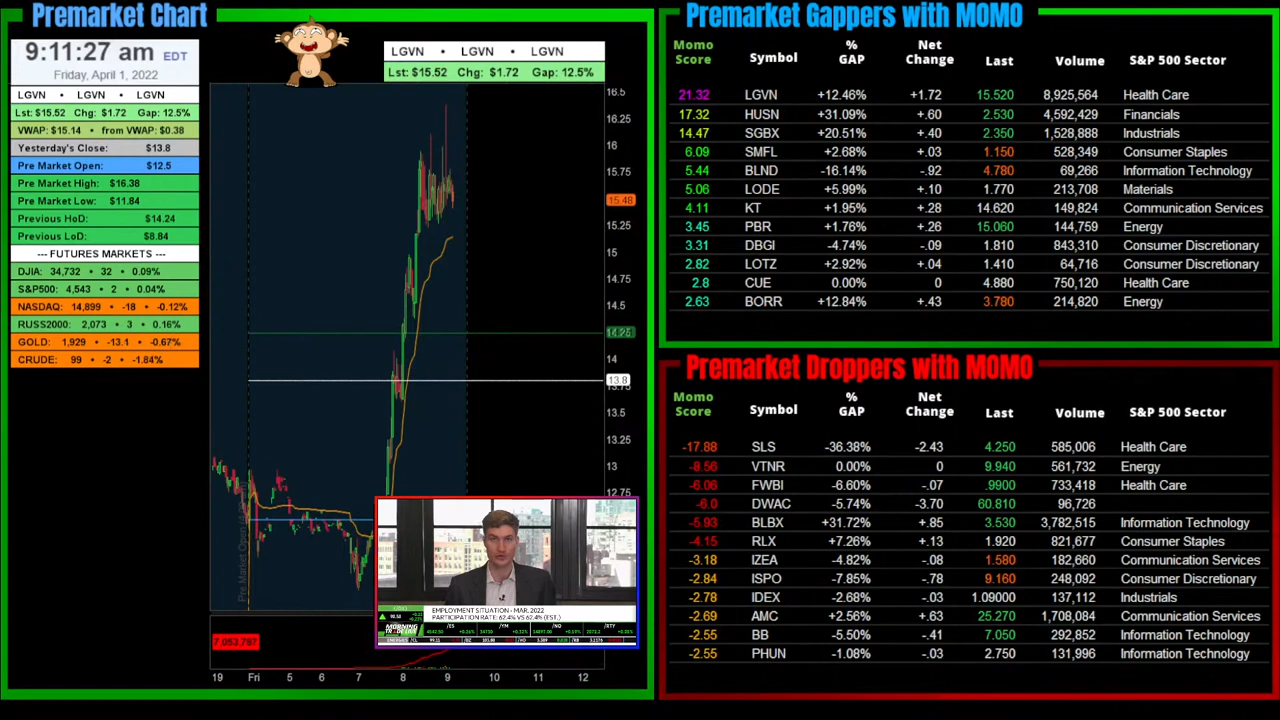 Premarket Chart
9:11:27 am EDT
Friday, April 1, 2022
LGVN • LGVN • LGVN
Lst: $15.52 Chg: $1.72 Gap: 12.5%
VWAP: $15.14 • from VWAP: $0.38
Yesterday's Close: $13.8
Pre Market Open: $12.5
Pre Market High: $16.38
Pre Market Low: $11.84
Previous HoD: $14.24
Previous LoD: $8.84
--- FUTURES MARKETS ---
DJIA: 34,732 • 32 • 0.09%
S&P500: 4,543 • 2 • 0.04%
NASDAQ: 14,899 • -18 • -0.12%
RUSS2000: 2,073 • 3 • 0.16%
GOLD: 1,929 • -13.1 • -0.67%
CRUDE: 99 • -2 • -1.84%
LGVN • LGVN • LGVN
Lst: $15.52 Chg: $1.72 Gap: 12.5%
16.5
16.25
16
15.75
15.48
15.25
15
14.75
14.5
14.25
14
13.8
13.75
13.5
13.25
13
12.75
Pre Market Open
7,053,787
19 Fri 5 6 7 8 9 10 11 12
EMPLOYMENT SITUATION - MAR. 2022
PARTICIPATION RATE: 62.4% VS 62.4% (EST.)
MORNING
Premarket Gappers with MOMO
Momo Score Symbol % GAP Net Change Last Volume S&P 500 Sector
21.32 LGVN +12.46% +1.72 15.520 8,925,564 Health Care
17.32 HUSN +31.09% +.60 2.530 4,592,429 Financials
14.47 SGBX +20.51% +.40 2.350 1,528,888 Industrials
6.09 SMFL +2.68% +.03 1.150 528,349 Consumer Staples
5.44 BLND -16.14% -.92 4.780 69,266 Information Technology
5.06 LODE +5.99% +.10 1.770 213,708 Materials
4.11 KT +1.95% +.28 14.620 149,824 Communication Services
3.45 PBR +1.76% +.26 15.060 144,759 Energy
3.31 DBGI -4.74% -.09 1.810 843,310 Consumer Discretionary
2.82 LOTZ +2.92% +.04 1.410 64,716 Consumer Discretionary
2.8 CUE 0.00% 0 4.880 750,120 Health Care
2.63 BORR +12.84% +.43 3.780 214,820 Energy
Premarket Droppers with MOMO
Momo Score Symbol % GAP Net Change Last Volume S&P 500 Sector
-17.88 SLS -36.38% -2.43 4.250 585,006 Health Care
-8.56 VTNR 0.00% 0 9.940 561,732 Energy
-6.06 FWBI -6.60% -.07 .9900 733,418 Health Care
-6.0 DWAC -5.74% -3.70 60.810 96,726
-5.93 BLBX +31.72% +.85 3.530 3,782,515 Information Technology
-4.15 RLX +7.26% +.13 1.920 821,677 Consumer Staples
-3.18 IZEA -4.82% -.08 1.580 182,660 Communication Services
-2.84 ISPO -7.85% -.78 9.160 248,092 Consumer Discretionary
-2.78 IDEX -2.68% -.03 1.09000 137,112 Industrials
-2.69 AMC +2.56% +.63 25.270 1,708,084 Communication Services
-2.55 BB -5.50% -.41 7.050 292,852 Information Technology
-2.55 PHUN -1.08% -.03 2.750 131,996 Information Technology